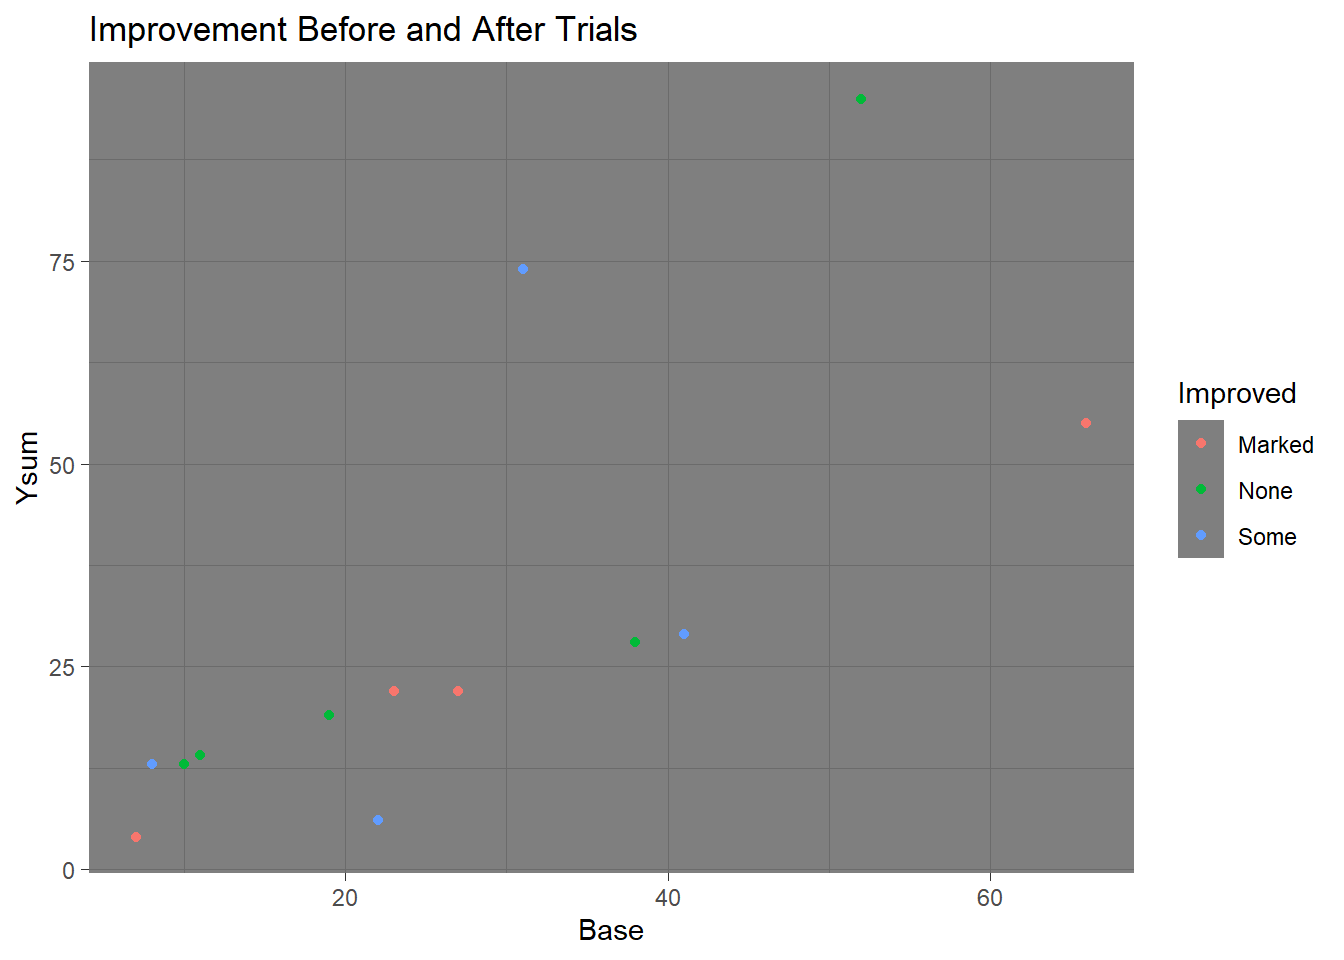 Improvement Before and After Trials
Ysum
75
50
25
0
20 40 60
Base
Improved
Marked
None
Some